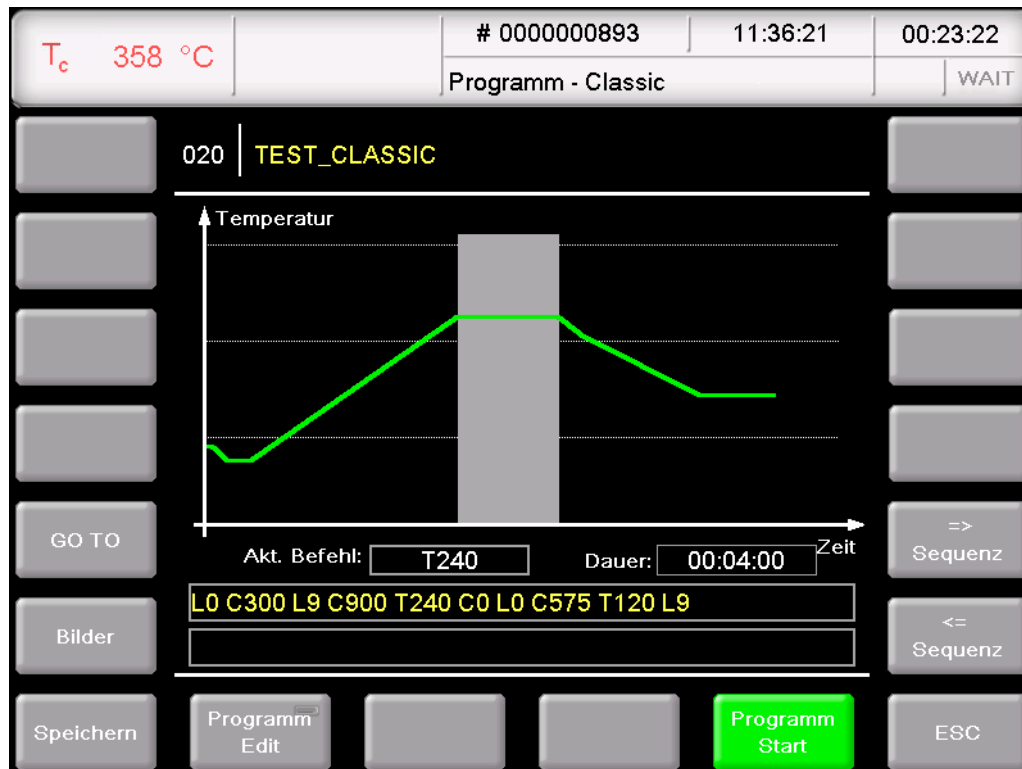 Tc 358 °C
# 0000000893
11:36:21
00:23:22
Programm - Classic
WAIT
020
TEST_CLASSIC
Temperatur
GO TO
=>
Sequenz
Zeit
Akt. Befehl:
T240
Dauer:
00:04:00
L0 C300 L9 C900 T240 C0 L0 C575 T120 L9
Bilder
<=
Sequenz
Speichern
Programm
Edit
Programm
Start
ESC